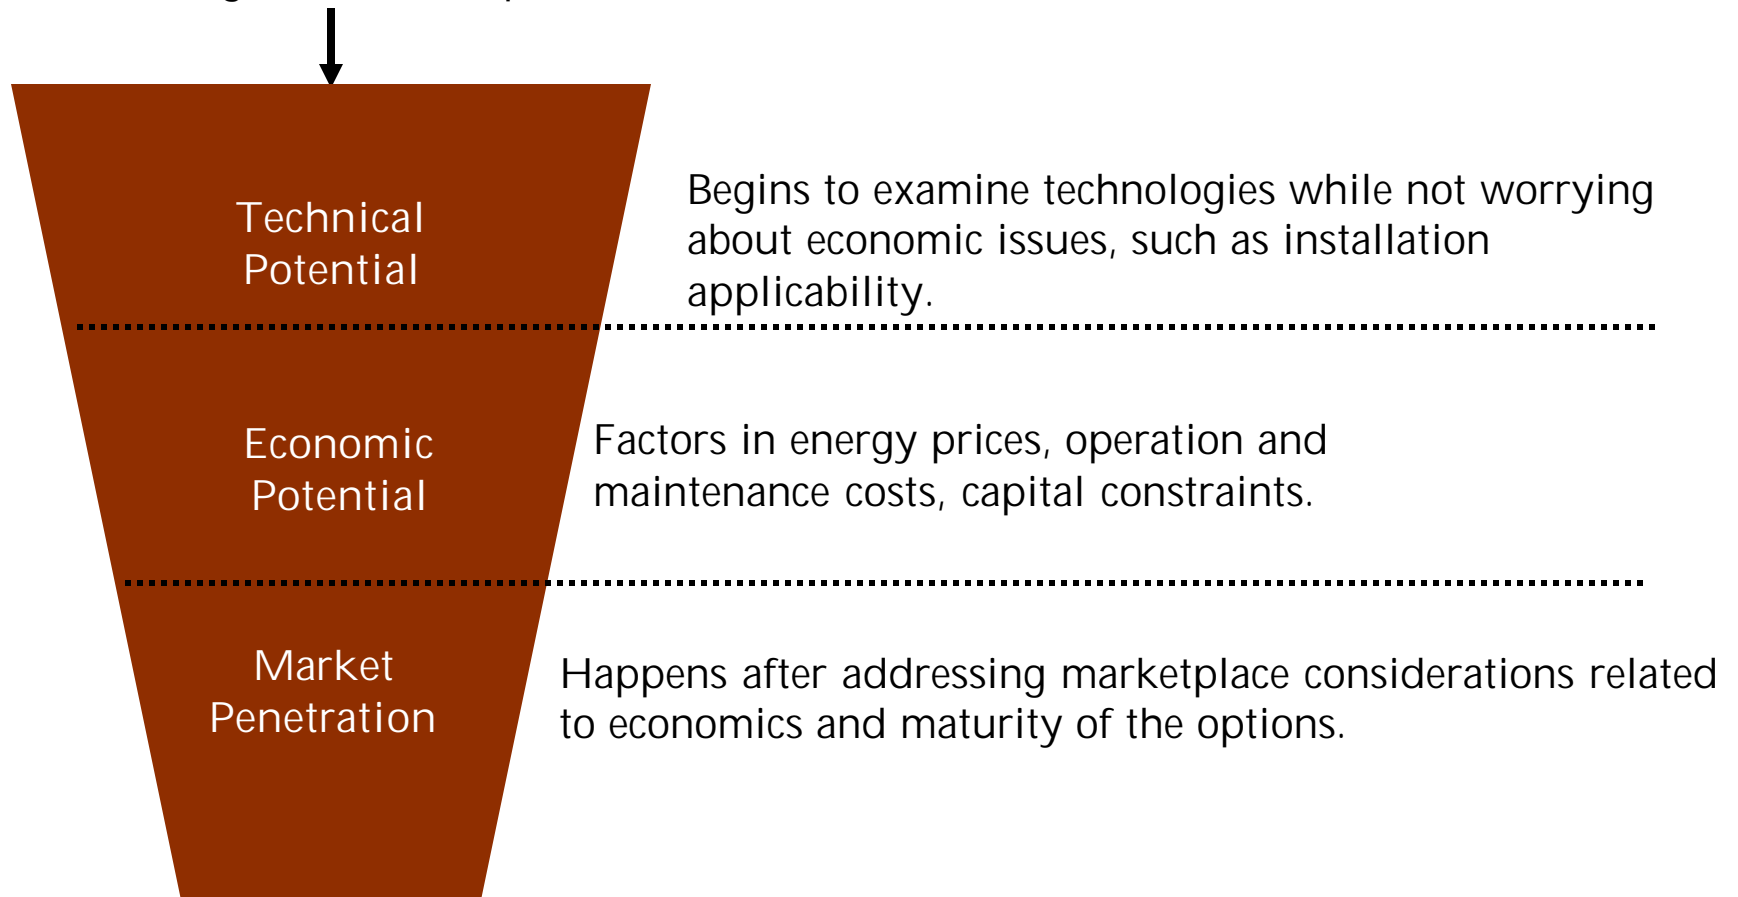 Technical
Potential
Begins to examine technologies while not worrying
about economic issues, such as installation
applicability.
Economic
Potential
Factors in energy prices, operation and
maintenance costs, capital constraints.
Market
Penetration
Happens after addressing marketplace considerations related
to economics and maturity of the options.